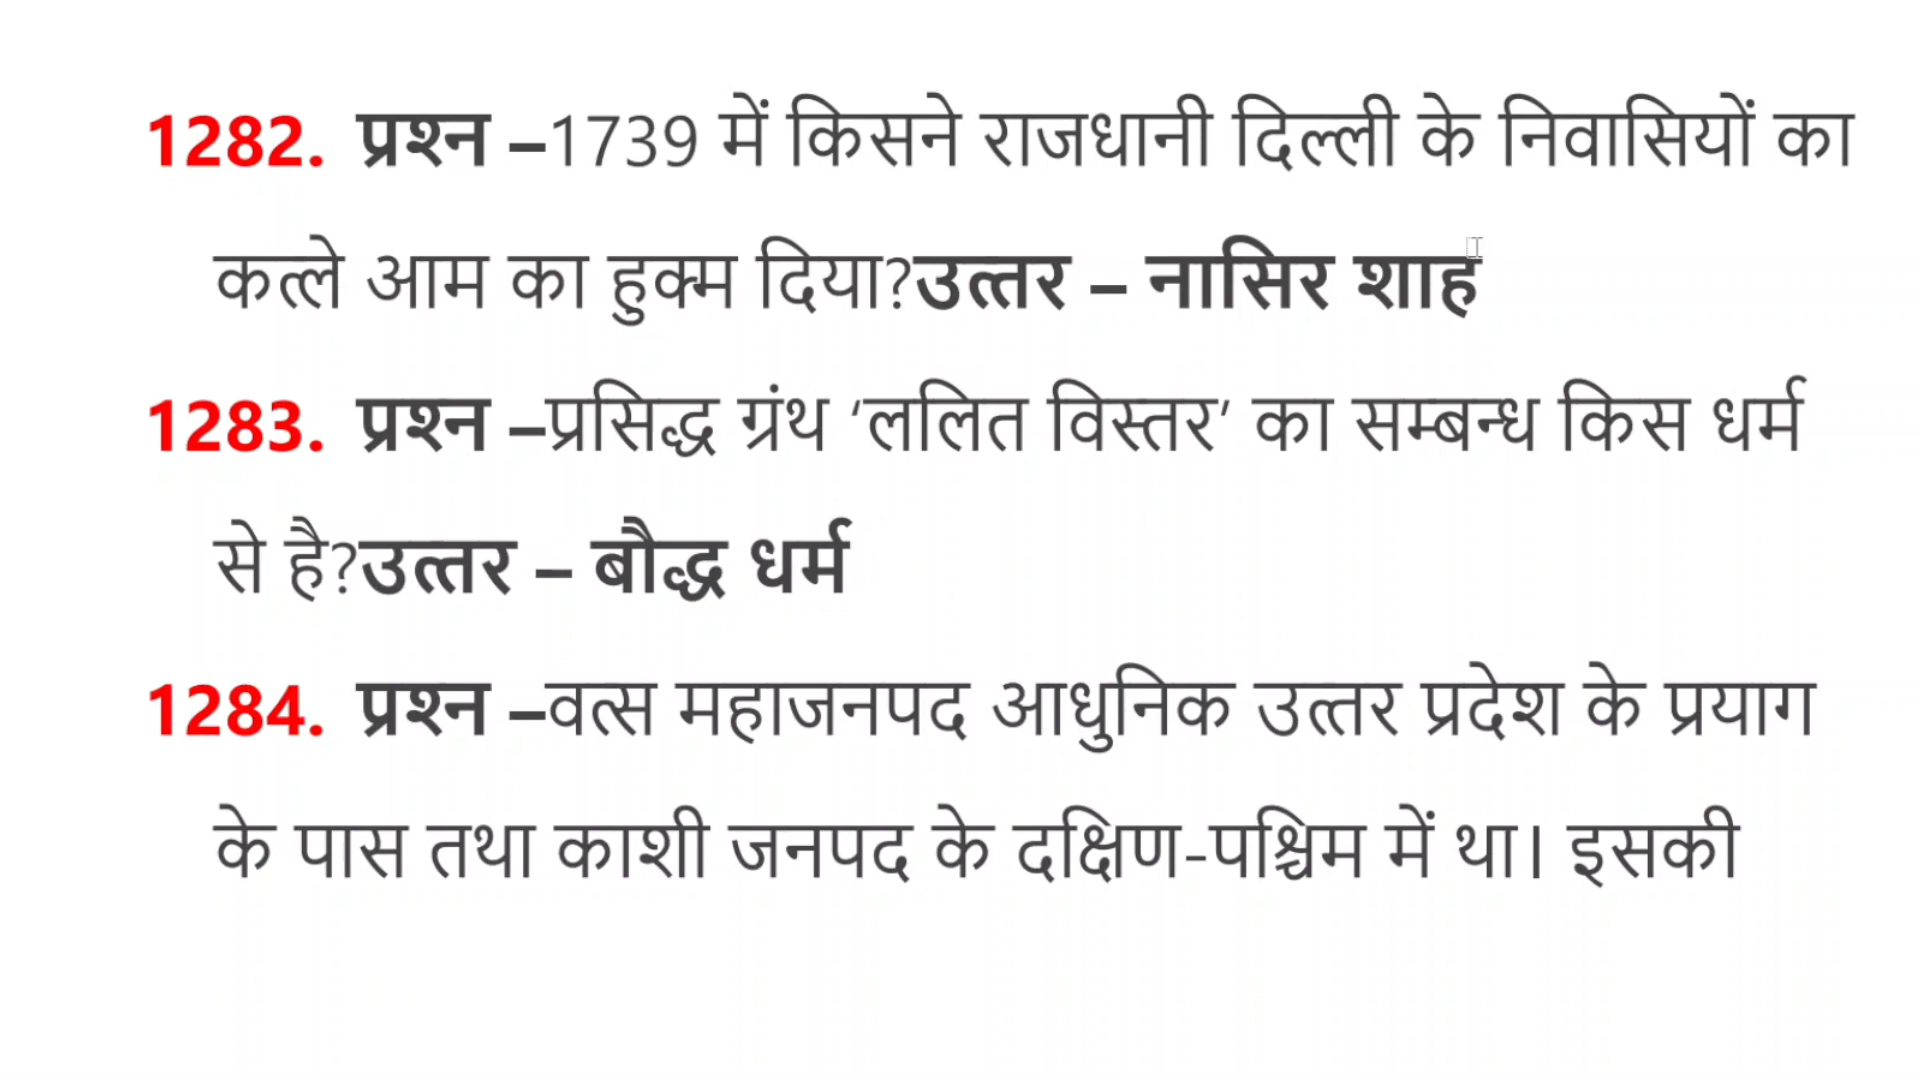 1282. प्रश्न –1739 में किसने राजधानी दिल्ली के निवासियों का
कत्ले आम का हुक्म दिया?उत्तर – नासिर शाह
1283. प्रश्न –प्रसिद्ध ग्रंथ ‘ललित विस्तर’ का सम्बन्ध किस धर्म
से है?उत्तर – बौद्ध धर्म
1284. प्रश्न –वत्स महाजनपद आधुनिक उत्तर प्रदेश के प्रयाग
के पास तथा काशी जनपद के दक्षिण-पश्चिम में था। इसकी